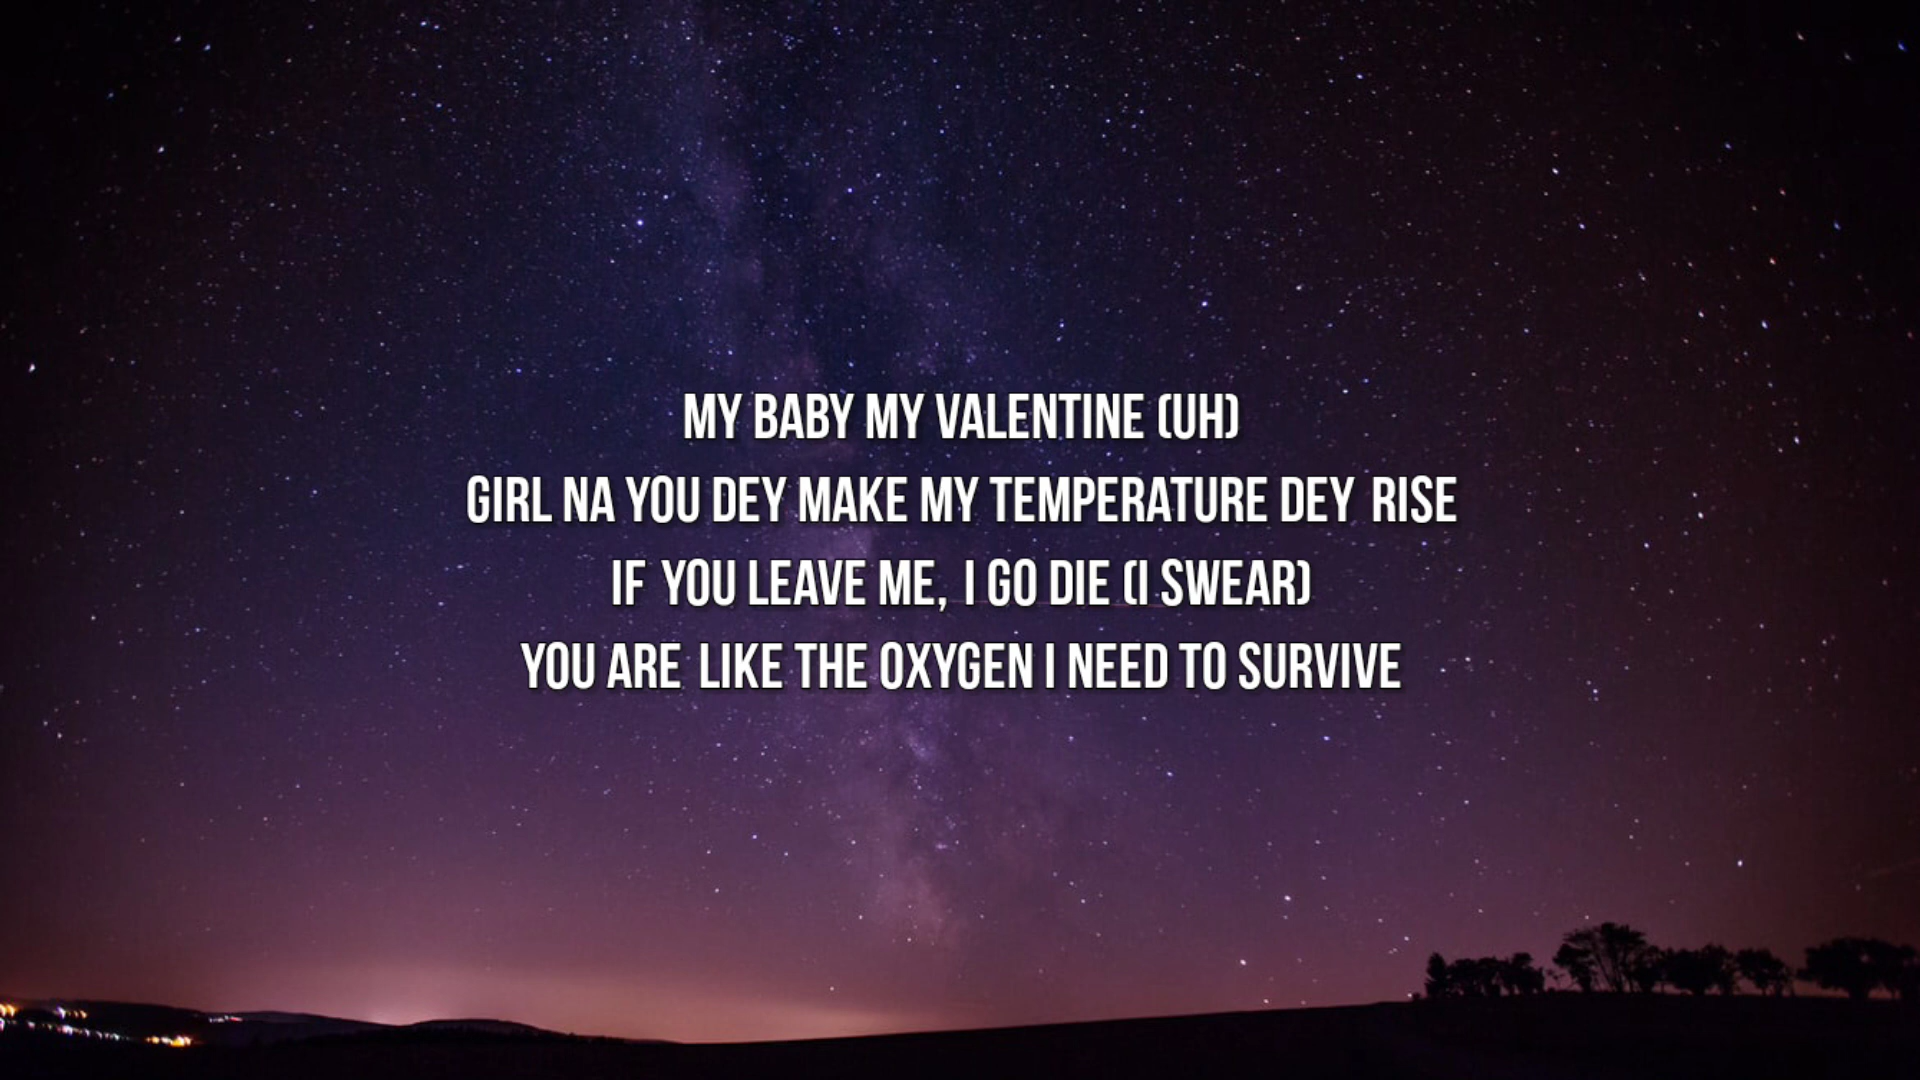 MY BABY MY VALENTINE (UH)
GIRL NA YOU DEY MAKE MY TEMPERATURE DEY RISE
IF YOU LEAVE ME, I GO DIE (I SWEAR)
YOU ARE LIKE THE OXYGEN I NEED TO SURVIVE